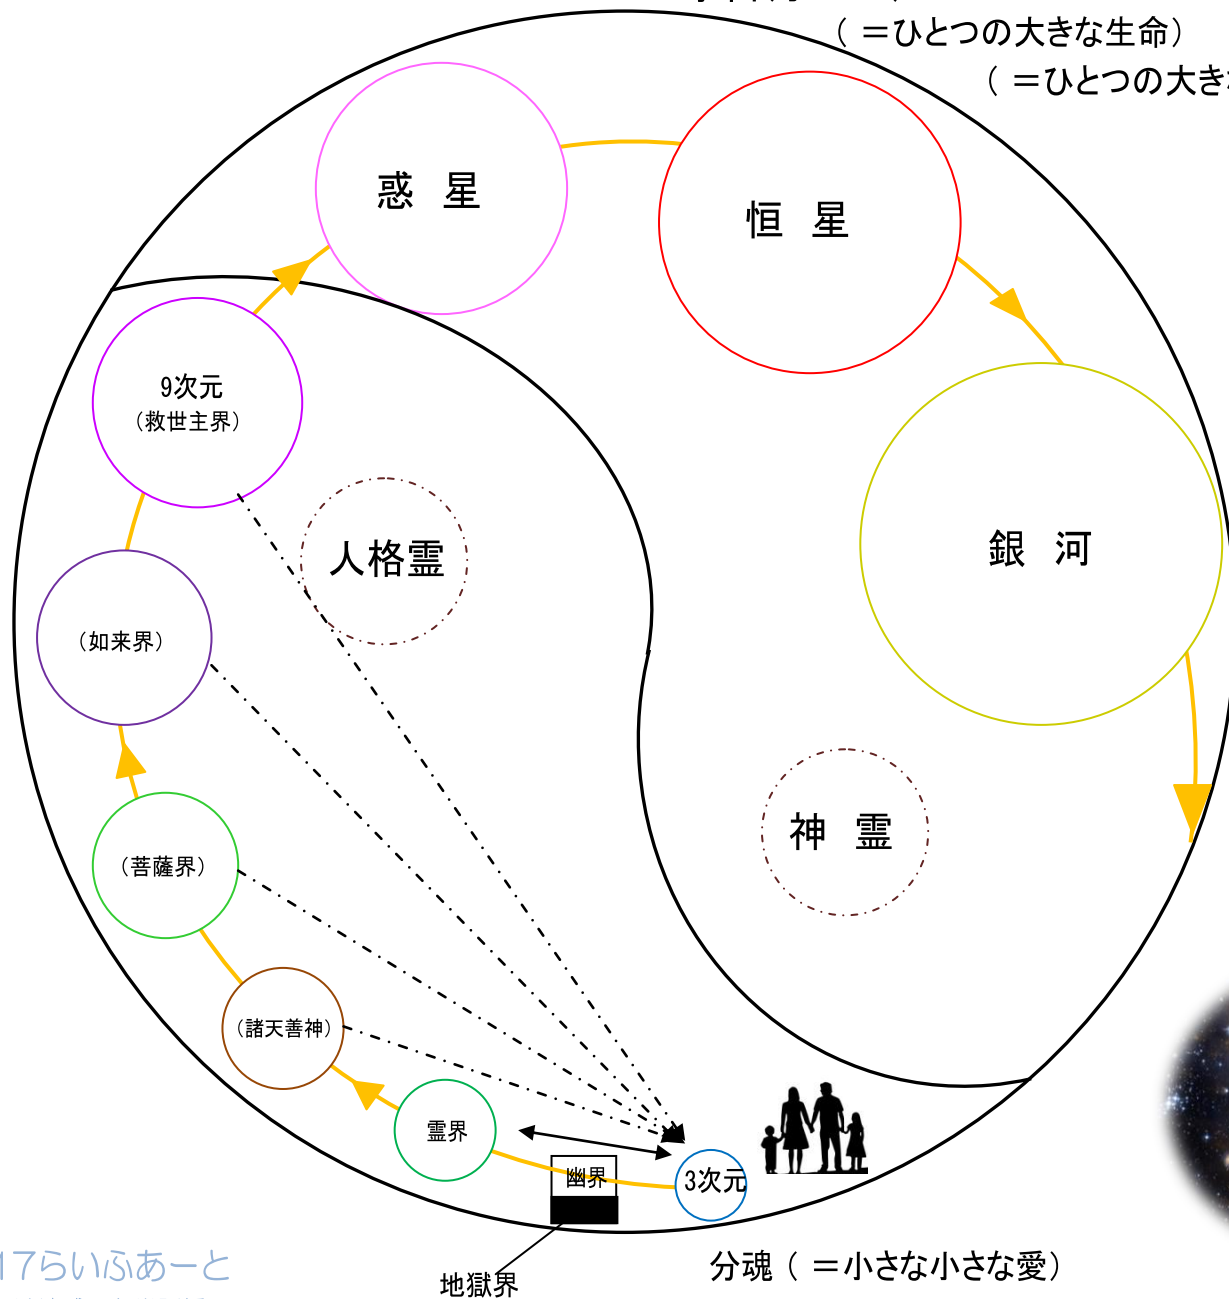 (＝ひとつの大きな生命)
(＝ひとつの大きな
惑 星
恒 星
9次元
(救世主界)
人格霊
銀 河
(如来界)
神 霊
(菩薩界)
(諸天善神)
霊界
幽界
3次元
17らいふあーと
分魂(＝小さな小さな愛)
地獄界